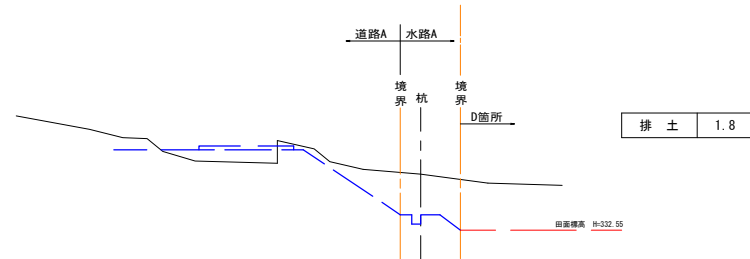 道路A 水路A
境界
杭
境界
D箇所
排 土 1.8
田面標高 H=332.55